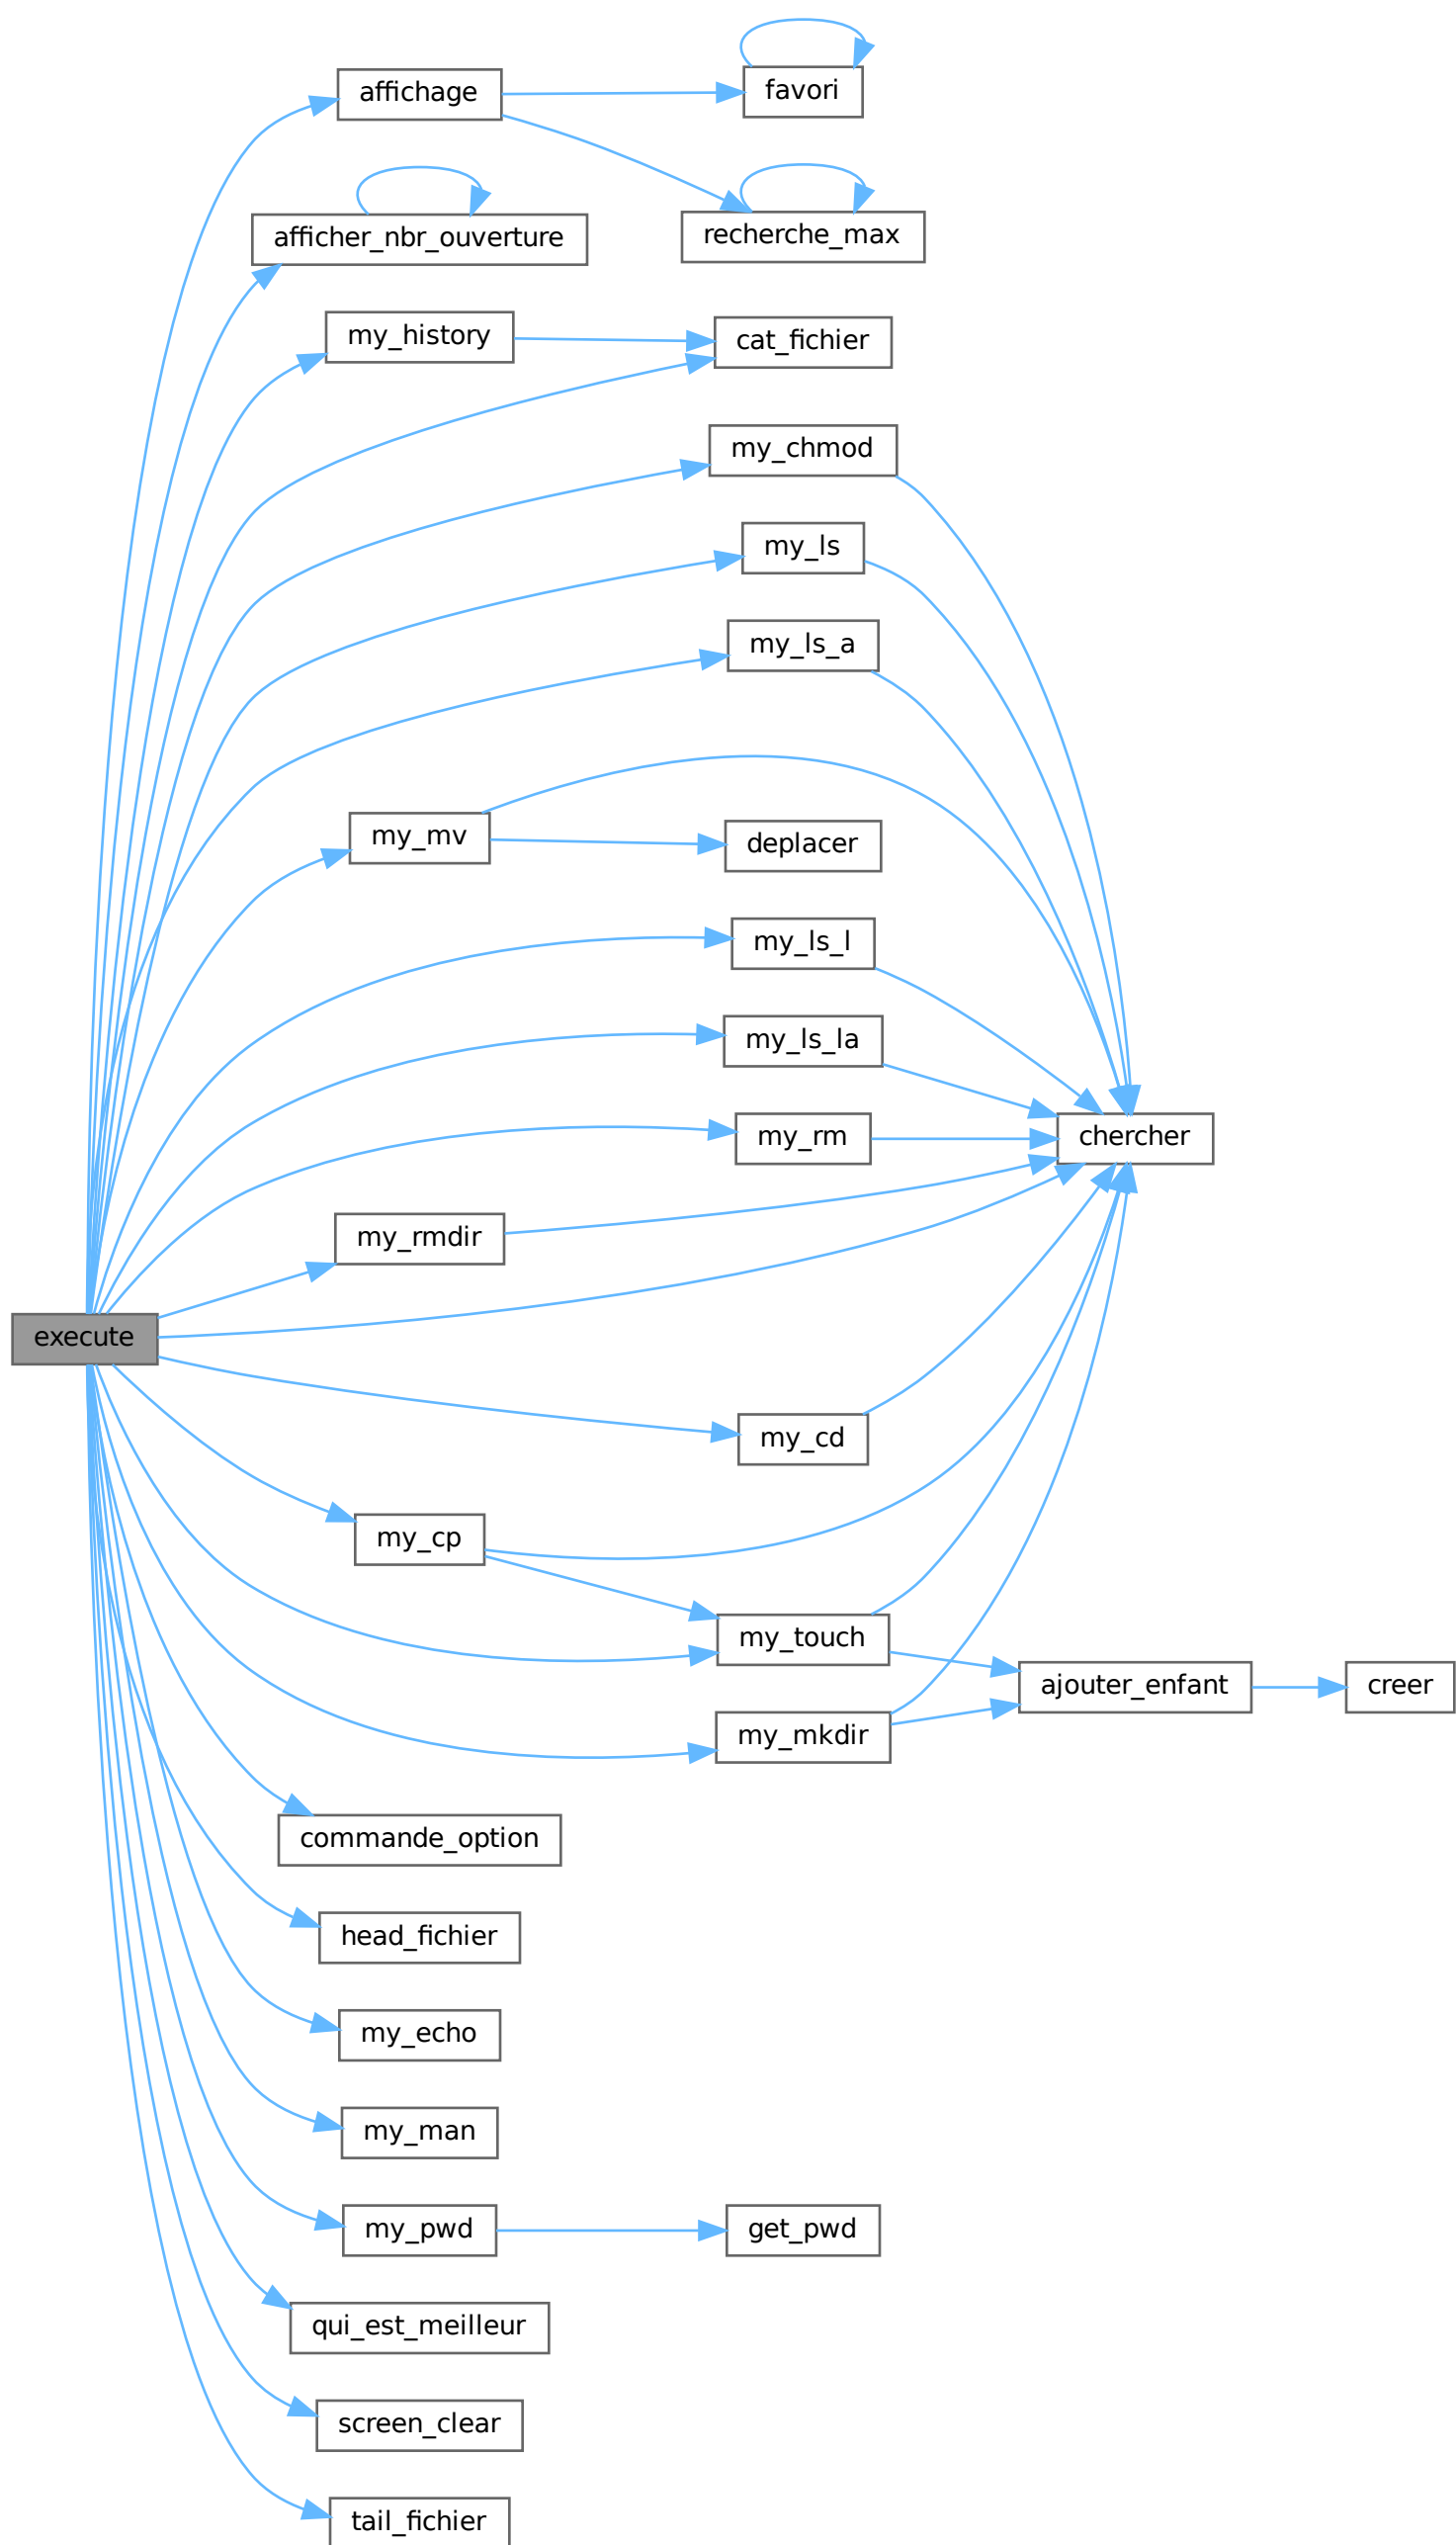 affichage
favori
afficher_nbr_ouverture
recherche_max
my_history
cat_fichier
my_chmod
my_ls
my_ls_a
my_mv
deplacer
my_ls_l
my_ls_la
my_rm
chercher
my_rmdir
execute
my_cd
my_cp
my_touch
ajouter_enfant
creer
my_mkdir
commande_option
head_fichier
my_echo
my_man
my_pwd
get_pwd
qui_est_meilleur
screen_clear
tail_fichier